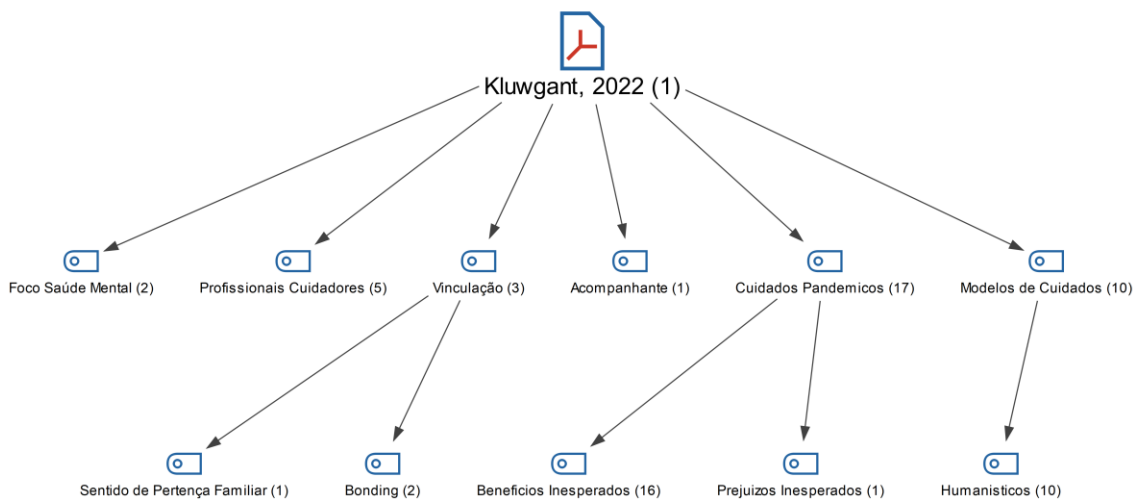 Kluwgant, 2022 (1)
Foco Saúde Mental (2)
Profissionais Cuidadores (5)
Vinculação (3)
Acompanhante (1)
Cuidados Pandemicos (17)
Modelos de Cuidados (10)
Sentido de Pertença Familiar (1)
Bonding (2)
Beneficios Inesperados (16)
Prejuizos Inesperados (1)
Humanisticos (10)